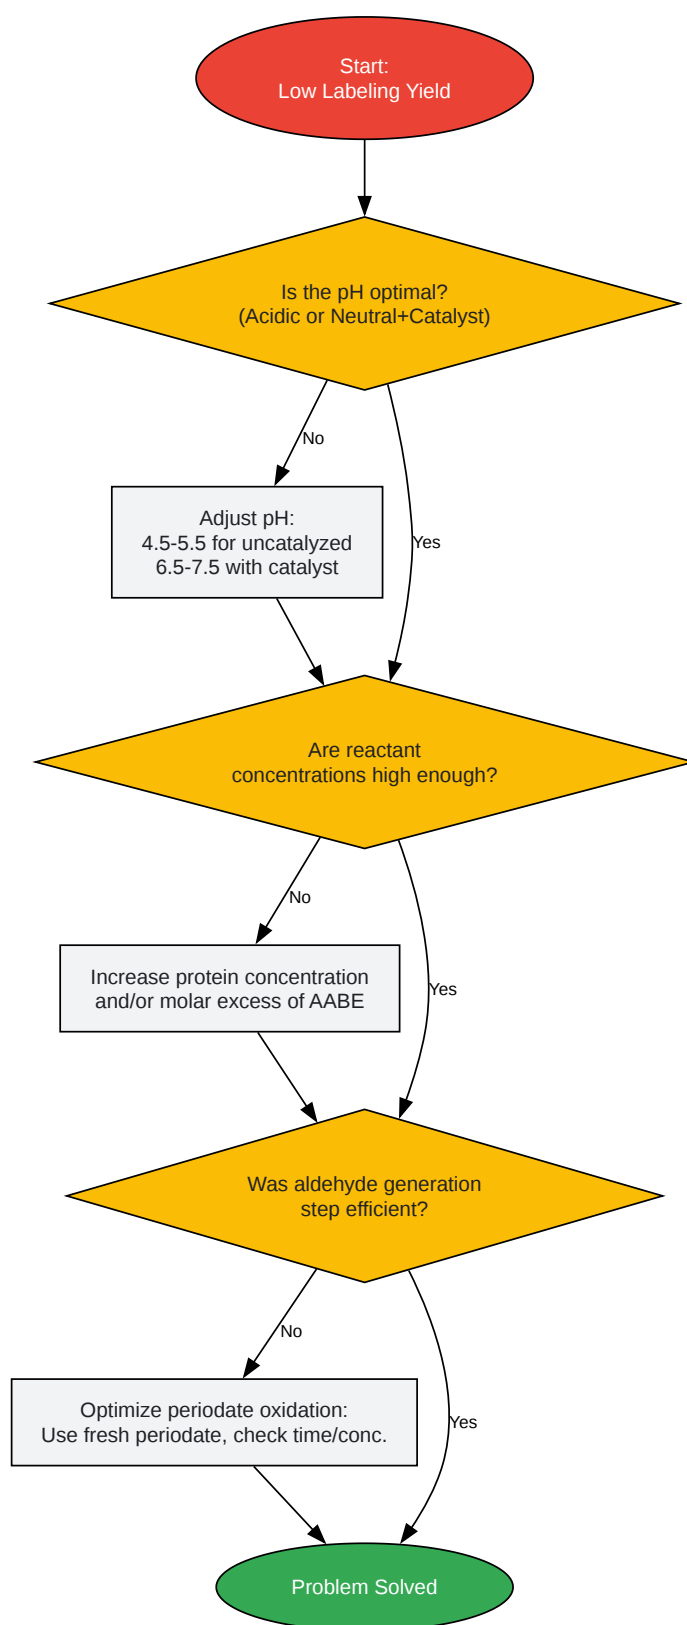 Start:
Low Labeling Yield
Is the pH optimal?
(Acidic or Neutral+Catalyst)
No
Adjust pH:
4.5-5.5 for uncatalyzed
6.5-7.5 with catalyst
Yes
Are reactant
concentrations high enough?
No
Increase protein concentration
and/or molar excess of AABE
Yes
Was aldehyde generation
step efficient?
No
Optimize periodate oxidation:
Use fresh periodate, check time/conc.
Yes
Problem Solved